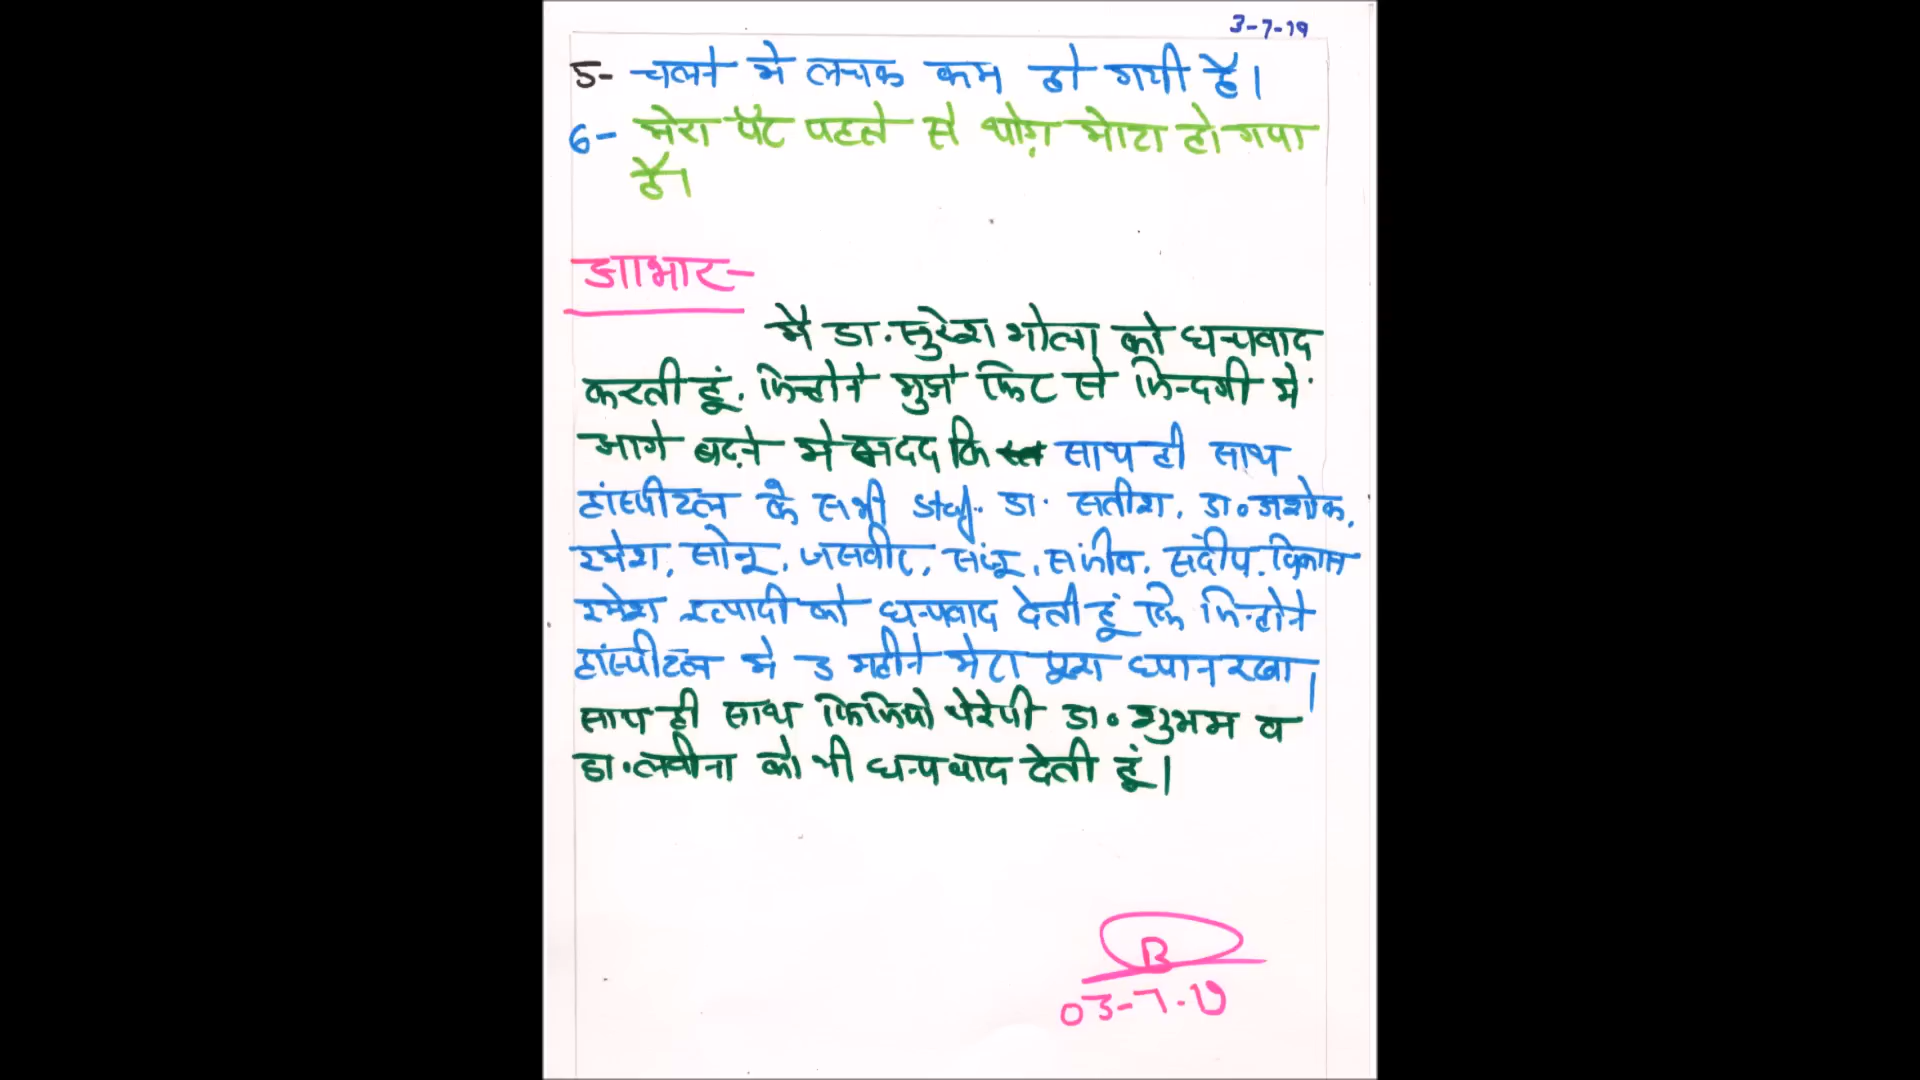 3-7-19
5- चलने मे लचक कम हो गयी है।
6- मेरा पैर पहले से थोड़ा मोटा हो गया
है।
आभार-
मै डा. सुरेश भोला को धन्यवाद
करती हूं. जिन्होने मुझे फिर से जिन्दगी मे
आगे बढ़ने मे मदद कि साथ ही साथ
हांस्पीटल के सभी स्टाफ. डा. सतीश, डा. अशोक,
रमेश, सोनू, जसवीर, संजू, संजीव, संदीप, विकास
रमेश इत्यादी को धन्यवाद देती हूं कि जिन्होने
हांस्पीटल मे 3 महीने मेरा पूरा ध्यान रखा।
साथ ही साथ फिजियो थेरेपी डा. शुभम व
डा. लवीना को भी धन्यवाद देती हूं।
B
03-7-19